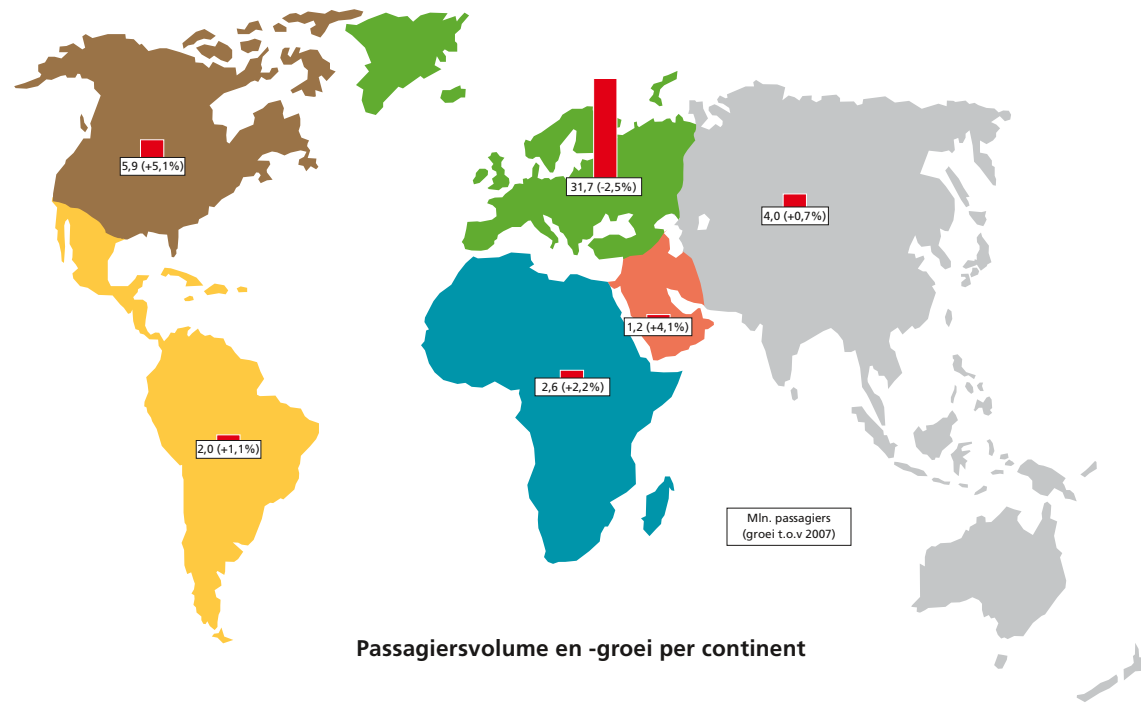 5,9 (+5,1%)
31,7 (-2,5%)
4,0 (+0,7%)
1,2 (+4,1%)
2,6 (+2,2%)
2,0 (+1,1%)
Mln. passagiers
(groei t.o.v 2007)
Passagiersvolume en -groei per continent